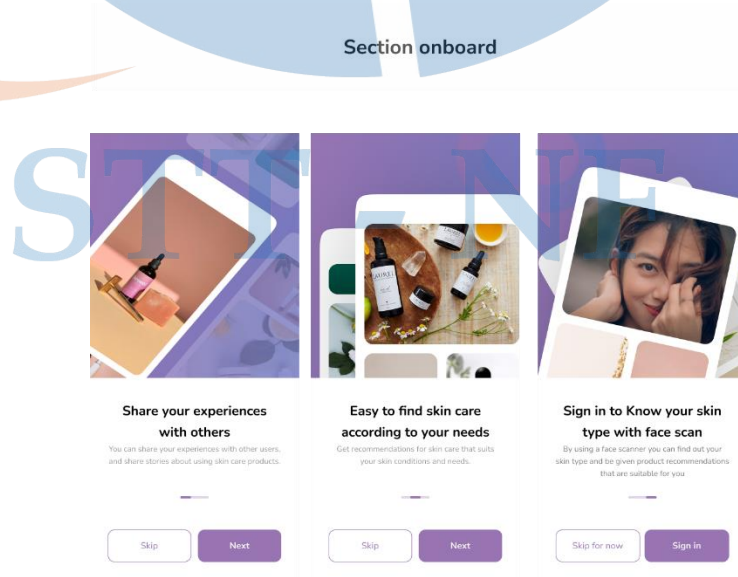 Section onboard
STT - NF
Share your experiences
with others
You can share your experiences with other users,
and share stories about using skin care products.
Skip
Next
Easy to find skin care
according to your needs
Get recommendations for skin care that suits
your skin conditions and needs.
Skip
Next
Sign in to Know your skin
type with face scan
By using a face scanner you can find out your
skin type and be given product recommendations
that are suitable for you
Skip for now
Sign in